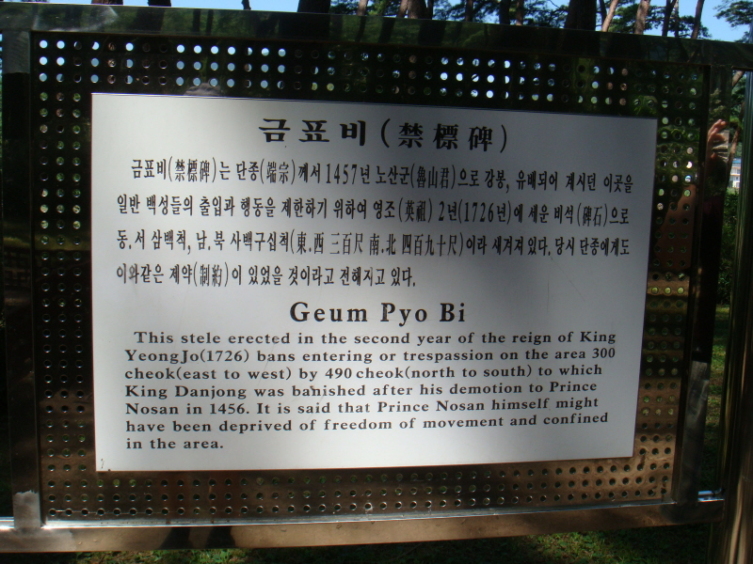 금표비(禁標碑)
금표비(禁標碑)는 단종(端宗)께서 1457년 노산군(魯山君)으로 강봉, 유배되어 계시던 이곳을
일반 백성들의 출입과 행동을 제한하기 위하여 영조(英祖) 2년(1726년)에 세운 비석(碑石)으로
동.서 삼백척, 남.북 사백구십척(東.西 三百尺 南.北 四百九十尺)이라 새겨져 있다. 당시 단종에게도
이와같은 제약(制約)이 있었을 것이라고 전해지고 있다.
Geum Pyo Bi
This stele erected in the second year of the reign of King
YeongJo(1726) bans entering or trespassion on the area 300
cheok(east to west) by 490 cheok(north to south) to which
King Danjong was banished after his demotion to Prince
Nosan in 1456. It is said that Prince Nosan himself might
have been deprived of freedom of movement and confined
in the area.